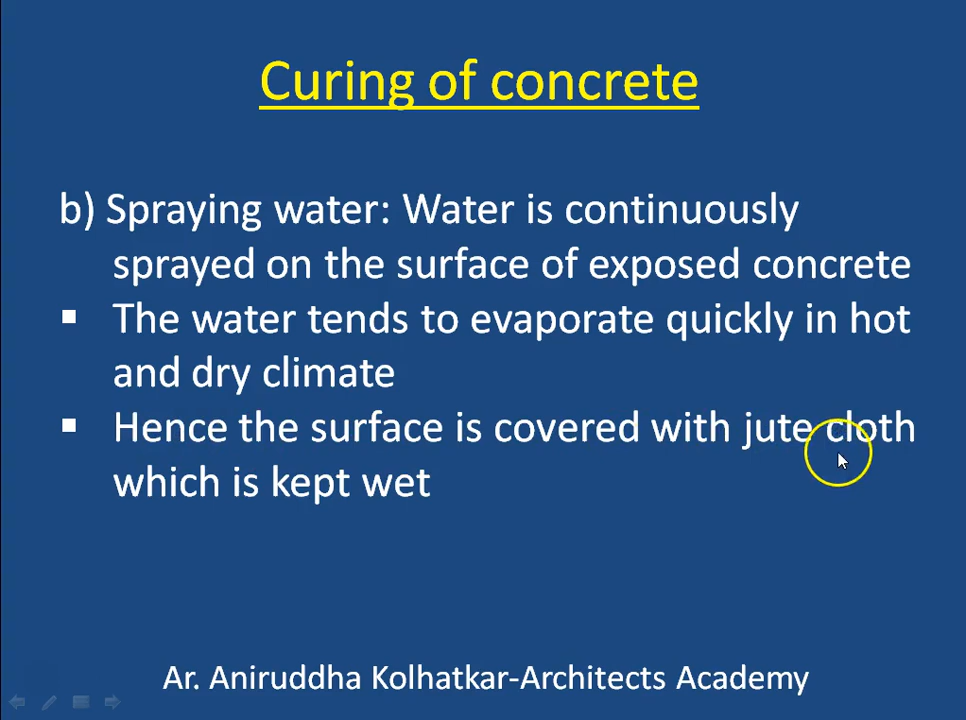 Curing of concrete
b) Spraying water: Water is continuously
sprayed on the surface of exposed concrete
▪ The water tends to evaporate quickly in hot
and dry climate
▪ Hence the surface is covered with jute cloth
which is kept wet
Ar. Aniruddha Kolhatkar-Architects Academy